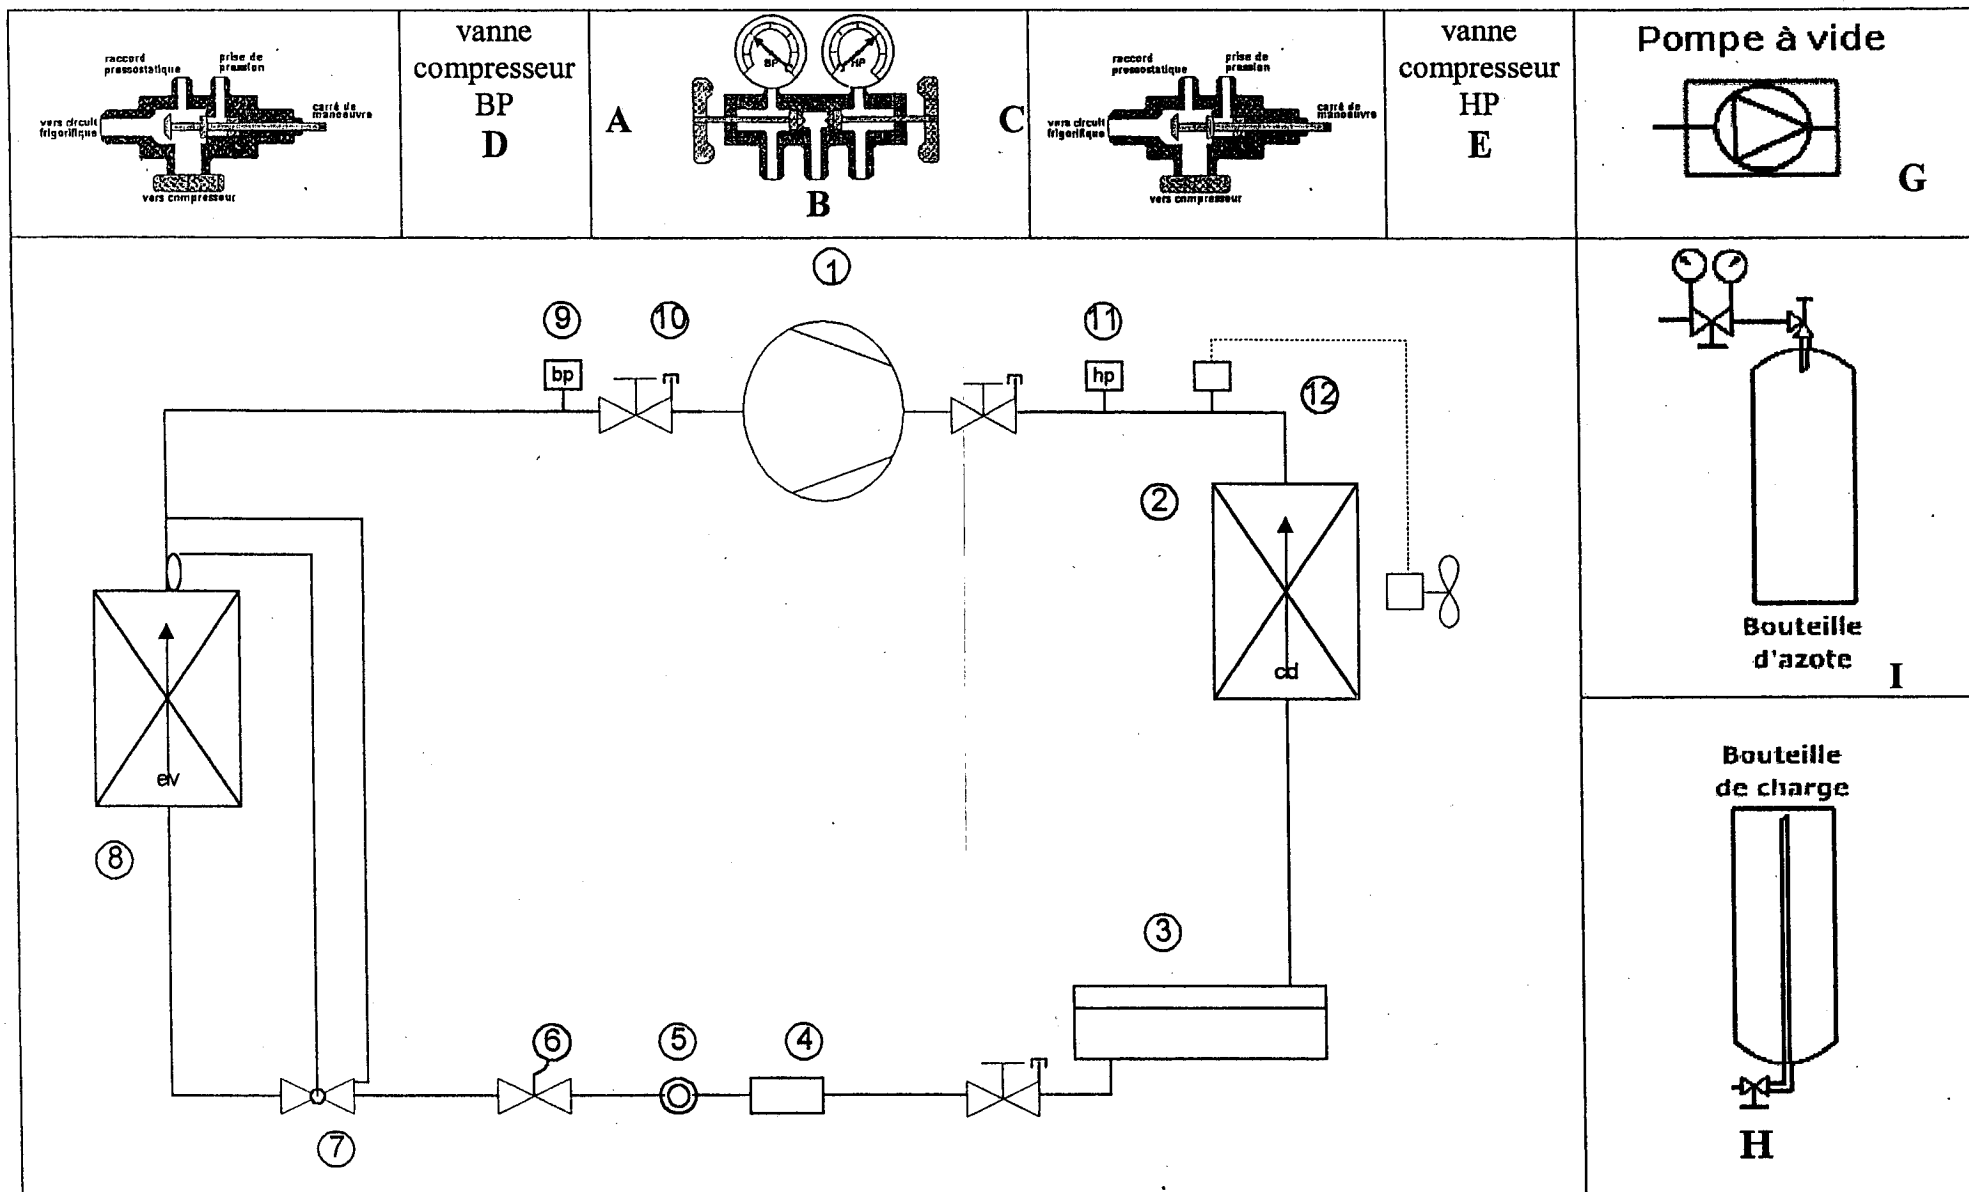 raccord
pressostatique
prise de
pression
carré de
manoeuvre
vers circuit
frigorifique
vers compresseur
vanne
compresseur
BP
D
A
BP
HP
B
C
raccord
pressostatique
prise de
pression
carré de
manoeuvre
vers circuit
frigorifique
vers compresseur
vanne
compresseur
HP
E
Pompe à vide
G
1
9
10
11
bp
hp
12
2
cd
ev
8
3
6
5
4
7
Bouteille
d'azote
I
Bouteille
de charge
H